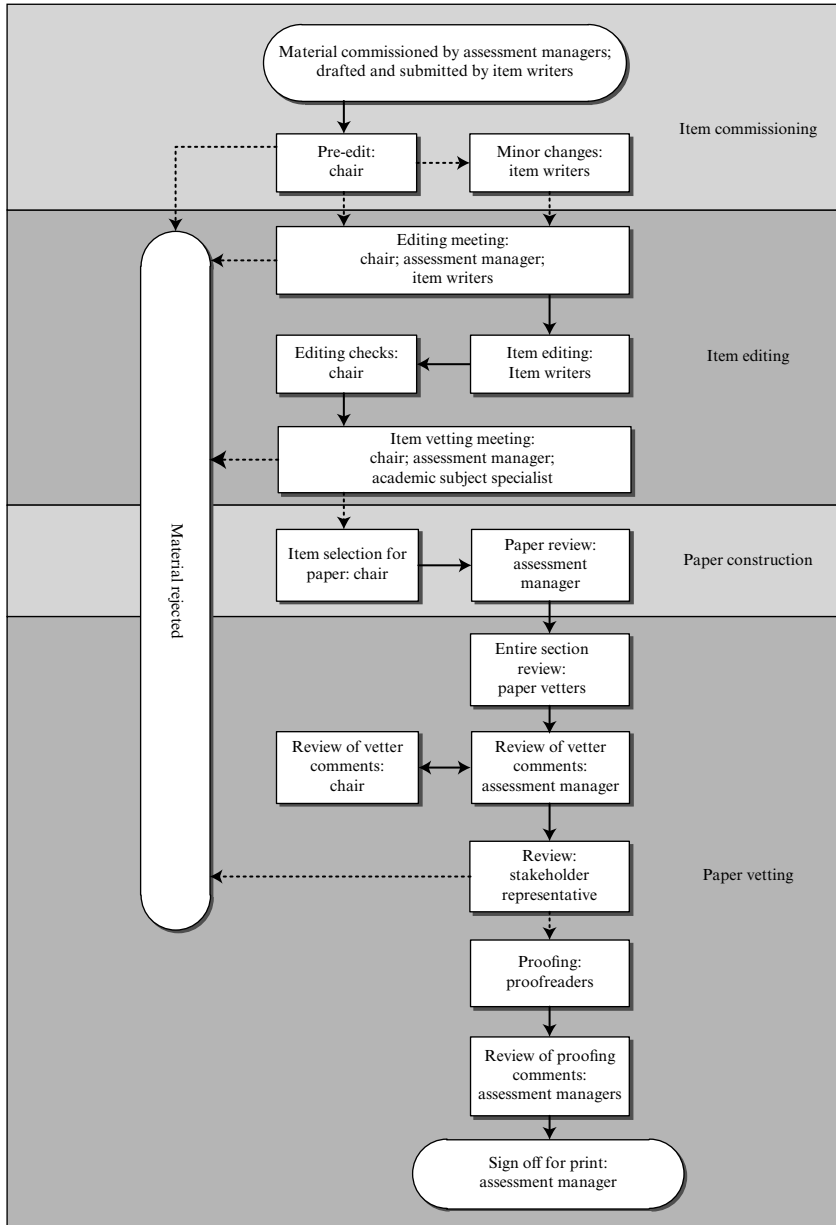 Material commissioned by assessment managers;
drafted and submitted by item writers
Item commissioning
Pre-edit:
chair
Minor changes:
item writers
Editing meeting:
chair; assessment manager;
item writers
Editing checks:
chair
Item editing:
Item writers
Item editing
Item vetting meeting:
chair; assessment manager;
academic subject specialist
Material rejected
Item selection for
paper: chair
Paper review:
assessment
manager
Paper construction
Entire section
review:
paper vetters
Review of vetter
comments:
chair
Review of vetter
comments:
assessment manager
Review:
stakeholder
representative
Paper vetting
Proofing:
proofreaders
Review of proofing
comments:
assessment managers
Sign off for print:
assessment manager